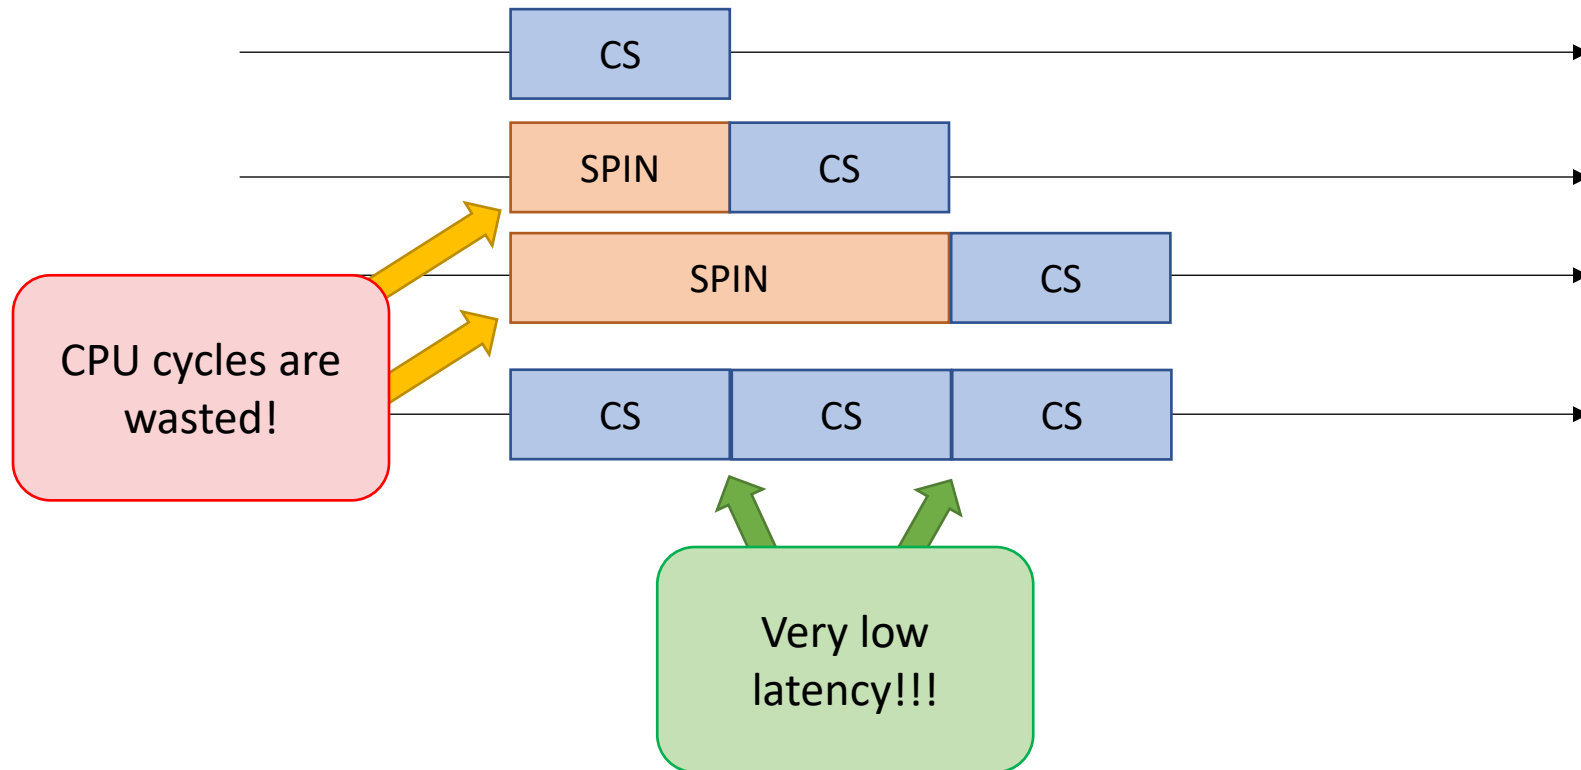 CS
SPIN
CS
SPIN
CS
CPU cycles are
wasted!
CS
CS
CS
Very low
latency!!!